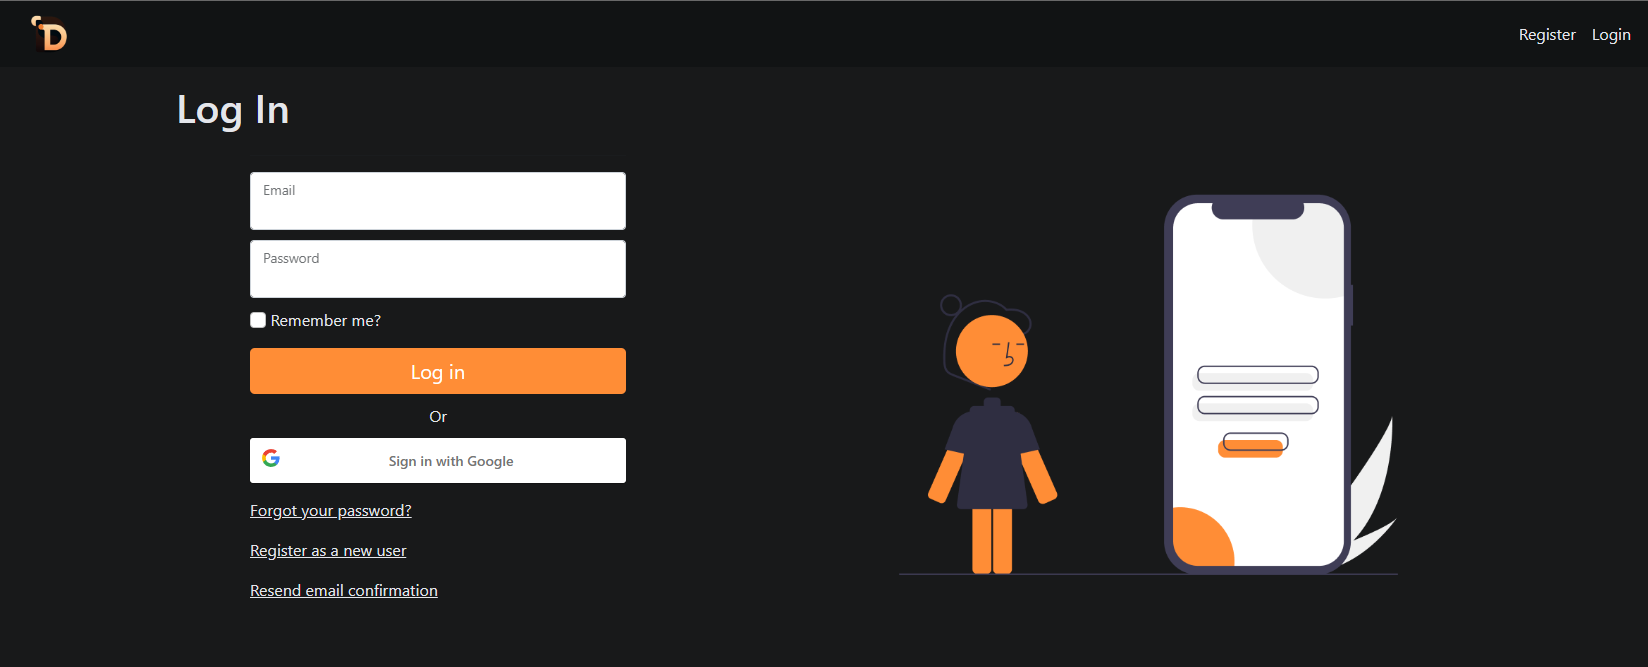 D
Register Login
Log In
Email
Password
Remember me?
Log in
Or
Sign in with Google
Forgot your password?
Register as a new user
Resend email confirmation